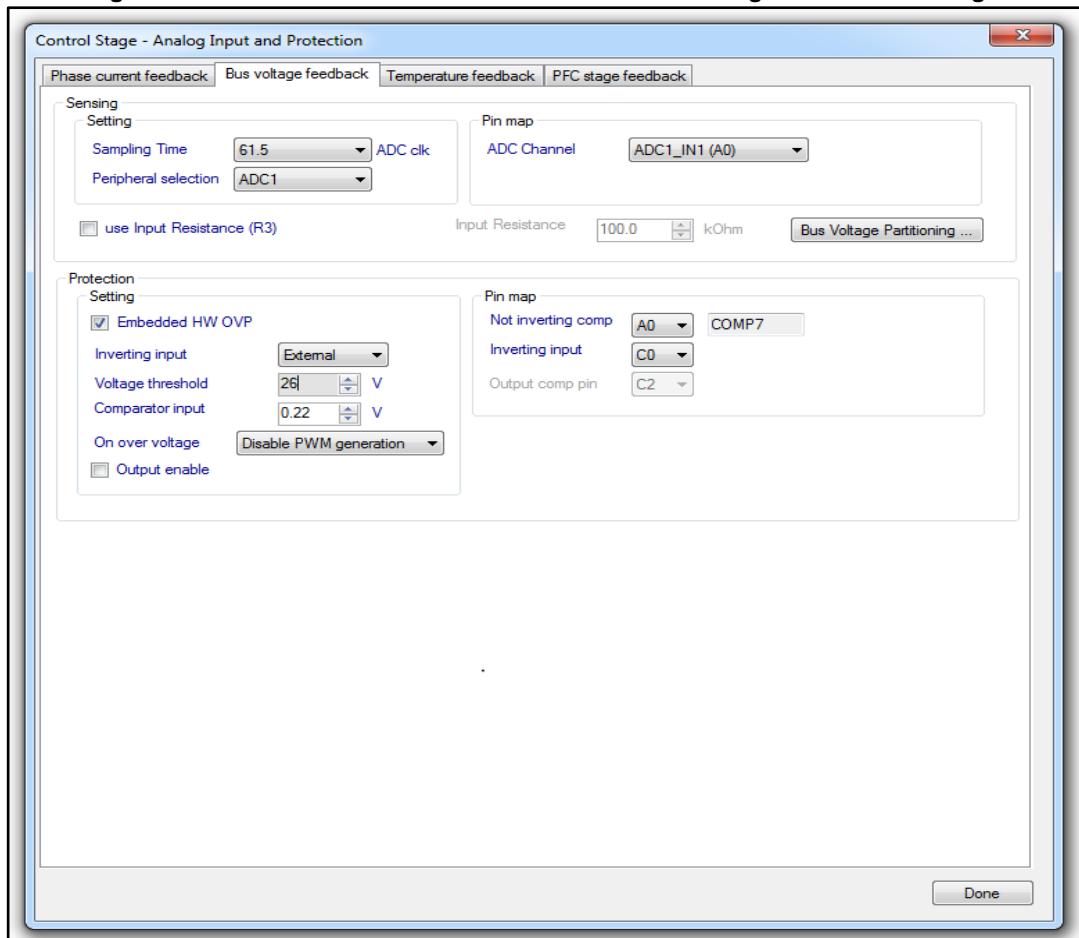 Control Stage - Analog Input and Protection
Phase current feedback Bus voltage feedback Temperature feedback PFC stage feedback
Sensing
Setting
Sampling Time 61.5 ADC clk
Peripheral selection ADC1
Pin map
ADC Channel ADC1_IN1 (A0)
use Input Resistance (R3) Input Resistance 100.0 kOhm Bus Voltage Partitioning ...
Protection
Setting
Embedded HW OVP
Inverting input External
Voltage threshold 26 V
Comparator input 0.22 V
On over voltage Disable PWM generation
Output enable
Pin map
Not inverting comp A0 COMP7
Inverting input C0
Output comp pin C2
Done